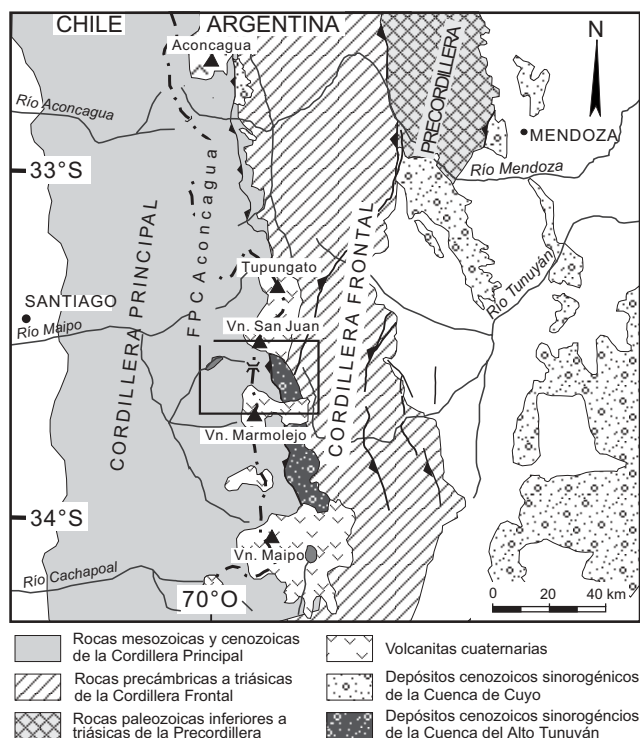 CHILE
ARGENTINA
Aconcagua
N
Río Aconcagua
PRECORDILLERA
MENDOZA
Río Mendoza
33°S
CORDILLERA PRINCIPAL
FPC Aconcagua
CORDILLERA FRONTAL
Tupungato
Río Tunuyán
SANTIAGO
Río Maipo
Vn. San Juan
Vn. Marmolejo
34°S
Vn. Maipo
Río Cachapoal
70°O
0 20 40 km
Rocas mesozoicas y cenozoicas
de la Cordillera Principal
Rocas precámbricas a triásicas
de la Cordillera Frontal
Rocas paleozoicas inferiores a
triásicas de la Precordillera
Volcanitas cuaternarias
Depósitos cenozoicos sinorogénicos
de la Cuenca de Cuyo
Depósitos cenozoicos sinorogéncios
de la Cuenca del Alto Tunuyán